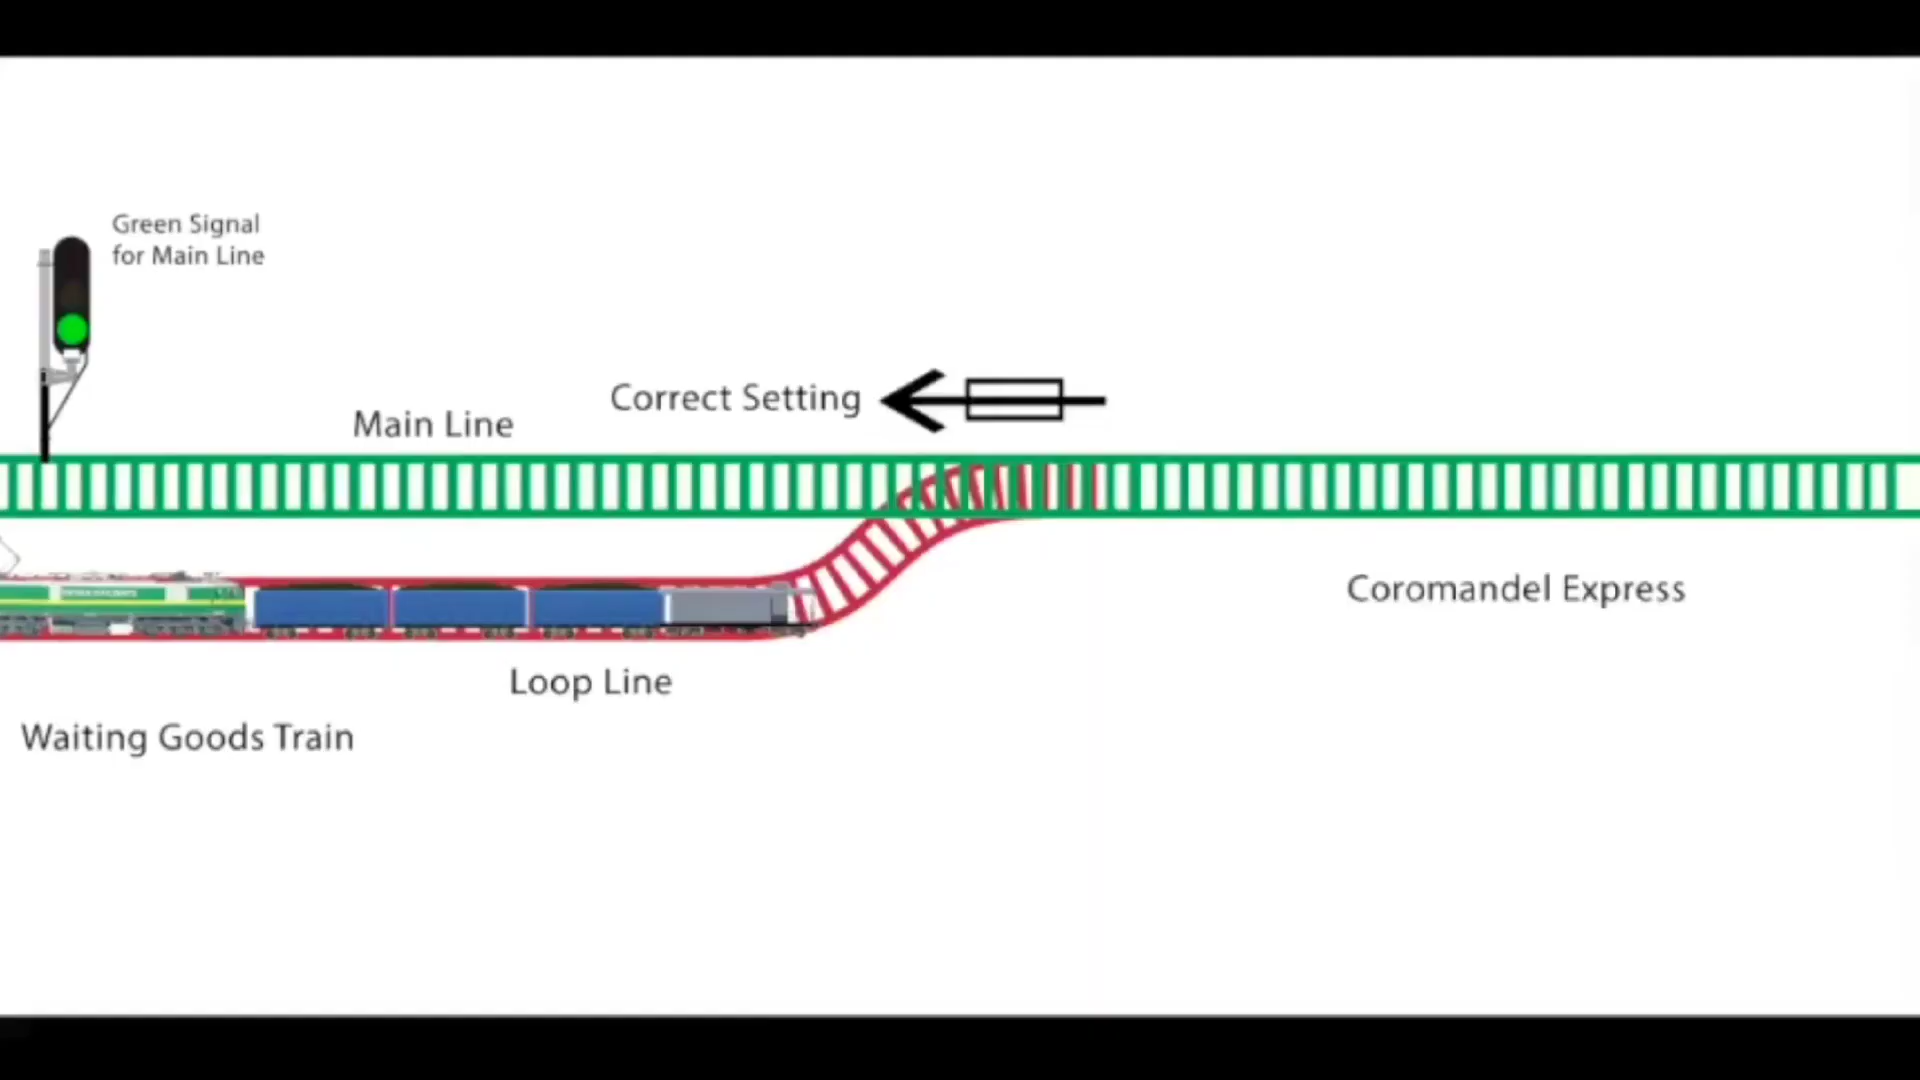 Green Signal
for Main Line
Correct Setting
Main Line
Coromandel Express
Loop Line
Waiting Goods Train